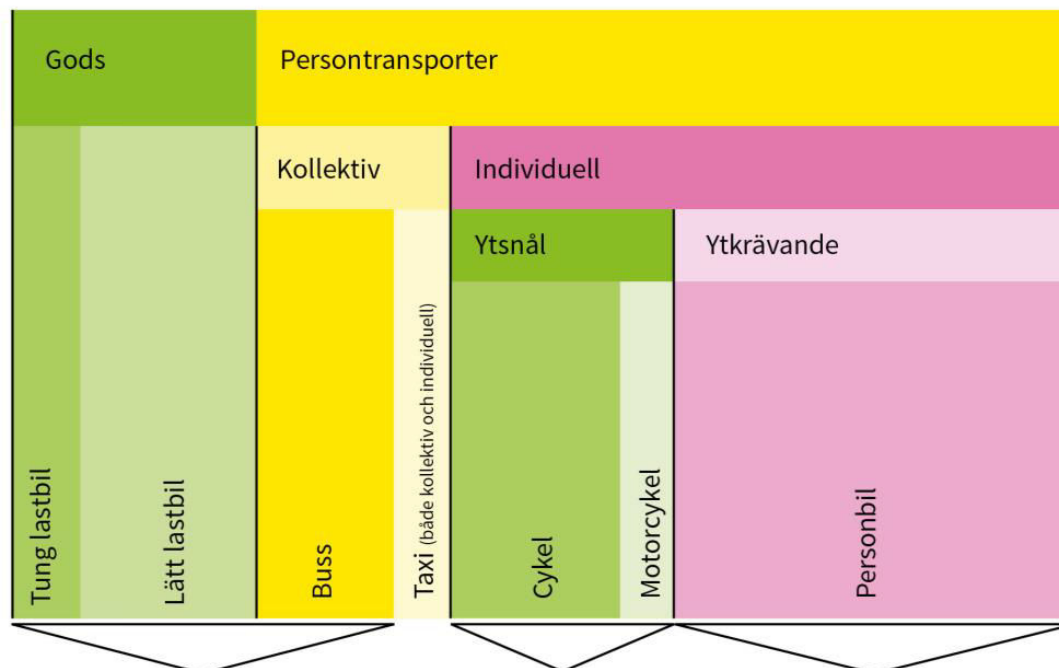 Gods
Persontransporter
Kollektiv
Individuell
Ytsnål
Ytkrävande
Tung lastbil
Lätt lastbil
Buss
Taxi (både kollektiv och individuell)
Cykel
Motorcykel
Personbil